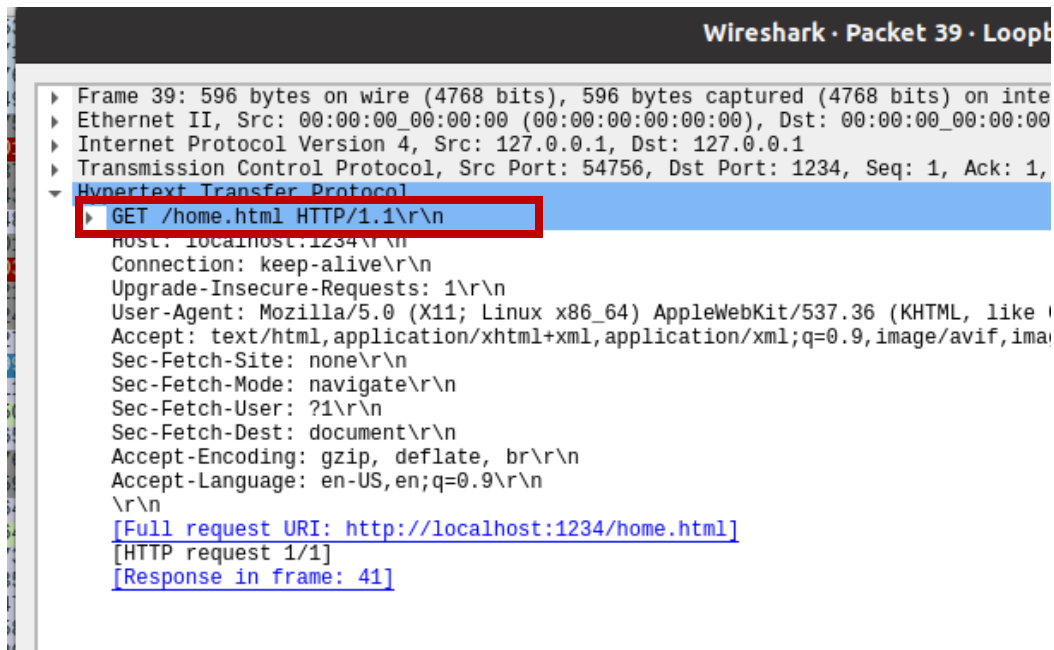 Wireshark · Packet 39 · Loopb
Frame 39: 596 bytes on wire (4768 bits), 596 bytes captured (4768 bits) on inte
Ethernet II, Src: 00:00:00_00:00:00 (00:00:00:00:00:00), Dst: 00:00:00_00:00:00
Internet Protocol Version 4, Src: 127.0.0.1, Dst: 127.0.0.1
Transmission Control Protocol, Src Port: 54756, Dst Port: 1234, Seq: 1, Ack: 1,
Hypertext Transfer Protocol
GET /home.html HTTP/1.1\r\n
Host: localhost:1234\r\n
Connection: keep-alive\r\n
Upgrade-Insecure-Requests: 1\r\n
User-Agent: Mozilla/5.0 (X11; Linux x86_64) AppleWebKit/537.36 (KHTML, like
Accept: text/html,application/xhtml+xml,application/xml;q=0.9,image/avif,ima
Sec-Fetch-Site: none\r\n
Sec-Fetch-Mode: navigate\r\n
Sec-Fetch-User: ?1\r\n
Sec-Fetch-Dest: document\r\n
Accept-Encoding: gzip, deflate, br\r\n
Accept-Language: en-US,en;q=0.9\r\n
\r\n
[Full request URI: http://localhost:1234/home.html]
[HTTP request 1/1]
[Response in frame: 41]